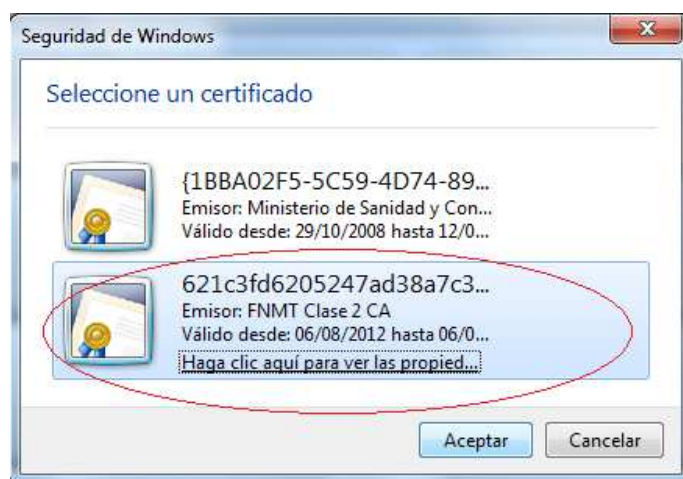 Seguridad de Windows
Seleccione un certificado
{1BBA02F5-5C59-4D74-89...
Emisor: Ministerio de Sanidad y Con...
Válido desde: 29/10/2008 hasta 12/0...
621c3fd6205247ad38a7c3...
Emisor: FNMT Clase 2 CA
Válido desde: 06/08/2012 hasta 06/0...
Haga clic aquí para ver las propied...
Aceptar
Cancelar